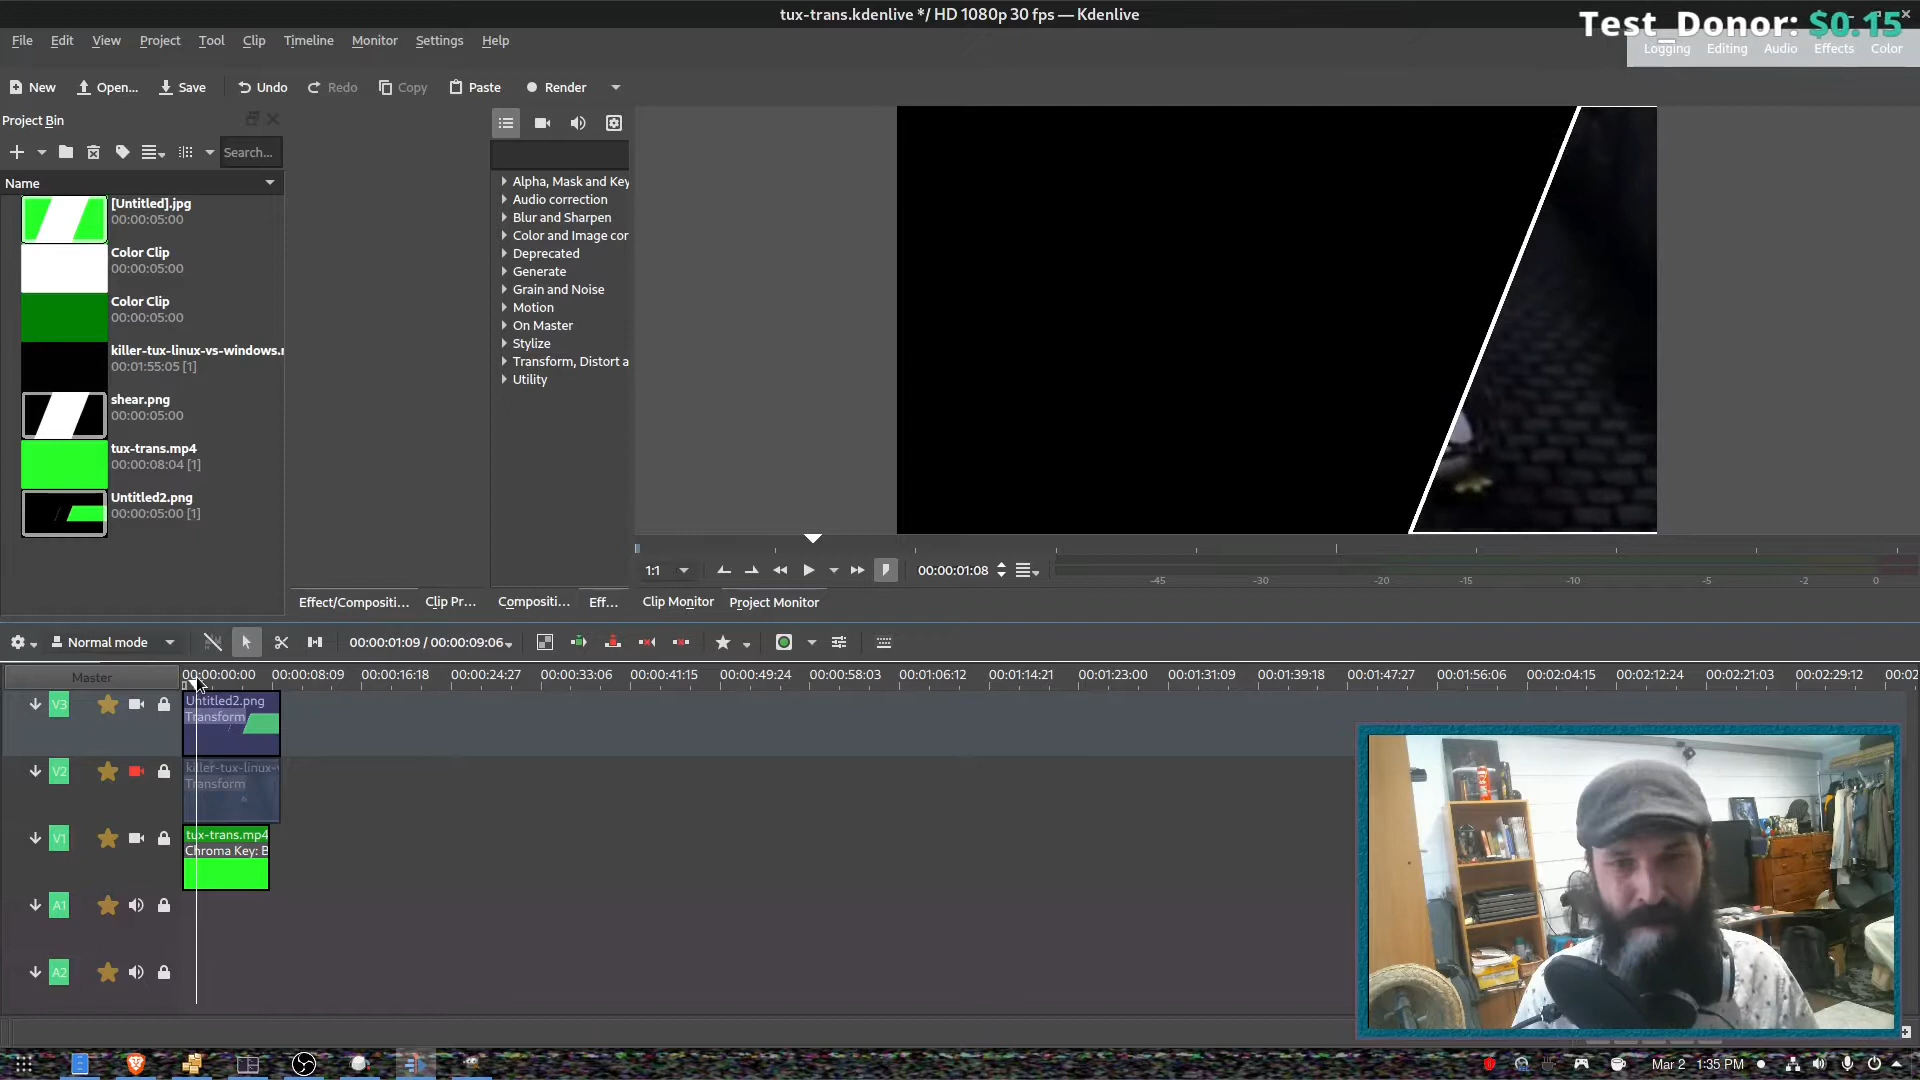 tux-trans.kdenlive */ HD 1080p 30 fps — Kdenlive
Test_Donor: $0.15
File Edit View Project Tool Clip Timeline Monitor Settings Help
Logging Editing Audio Effects Color
New Open... Save Undo Redo Copy Paste Render
Project Bin
Search...
Name
[Untitled].jpg
00:00:05:00
Color Clip
00:00:05:00
Color Clip
00:00:05:00
killer-tux-linux-vs-windows.
00:01:55:05 [1]
shear.png
00:00:05:00
tux-trans.mp4
00:00:08:04 [1]
Untitled2.png
00:00:05:00 [1]
Alpha, Mask and Key
Audio correction
Blur and Sharpen
Color and Image cor
Deprecated
Generate
Grain and Noise
Motion
On Master
Stylize
Transform, Distort a
Utility
1:1
00:00:01:08
-45 -30 -20 -15 -10 -5 -2 0
Effect/Compositi... Clip Pr... Compositi... Eff... Clip Monitor Project Monitor
Normal mode
00:00:01:09 / 00:00:09:06
Master
00:00:00:00 00:00:08:09 00:00:16:18 00:00:24:27 00:00:33:06 00:00:41:15 00:00:49:24 00:00:58:03 00:01:06:12 00:01:14:21 00:01:23:00 00:01:31:09 00:01:39:18 00:01:47:27 00:01:56:06 00:02:04:15 00:02:12:24 00:02:21:03 00:02:29:12 00:02
V3
Untitled2.png
Transform
V2
killer-tux-linux-v
Transform
V1
tux-trans.mp4
Chroma Key: B
A1
A2
Mar 2 1:35 PM